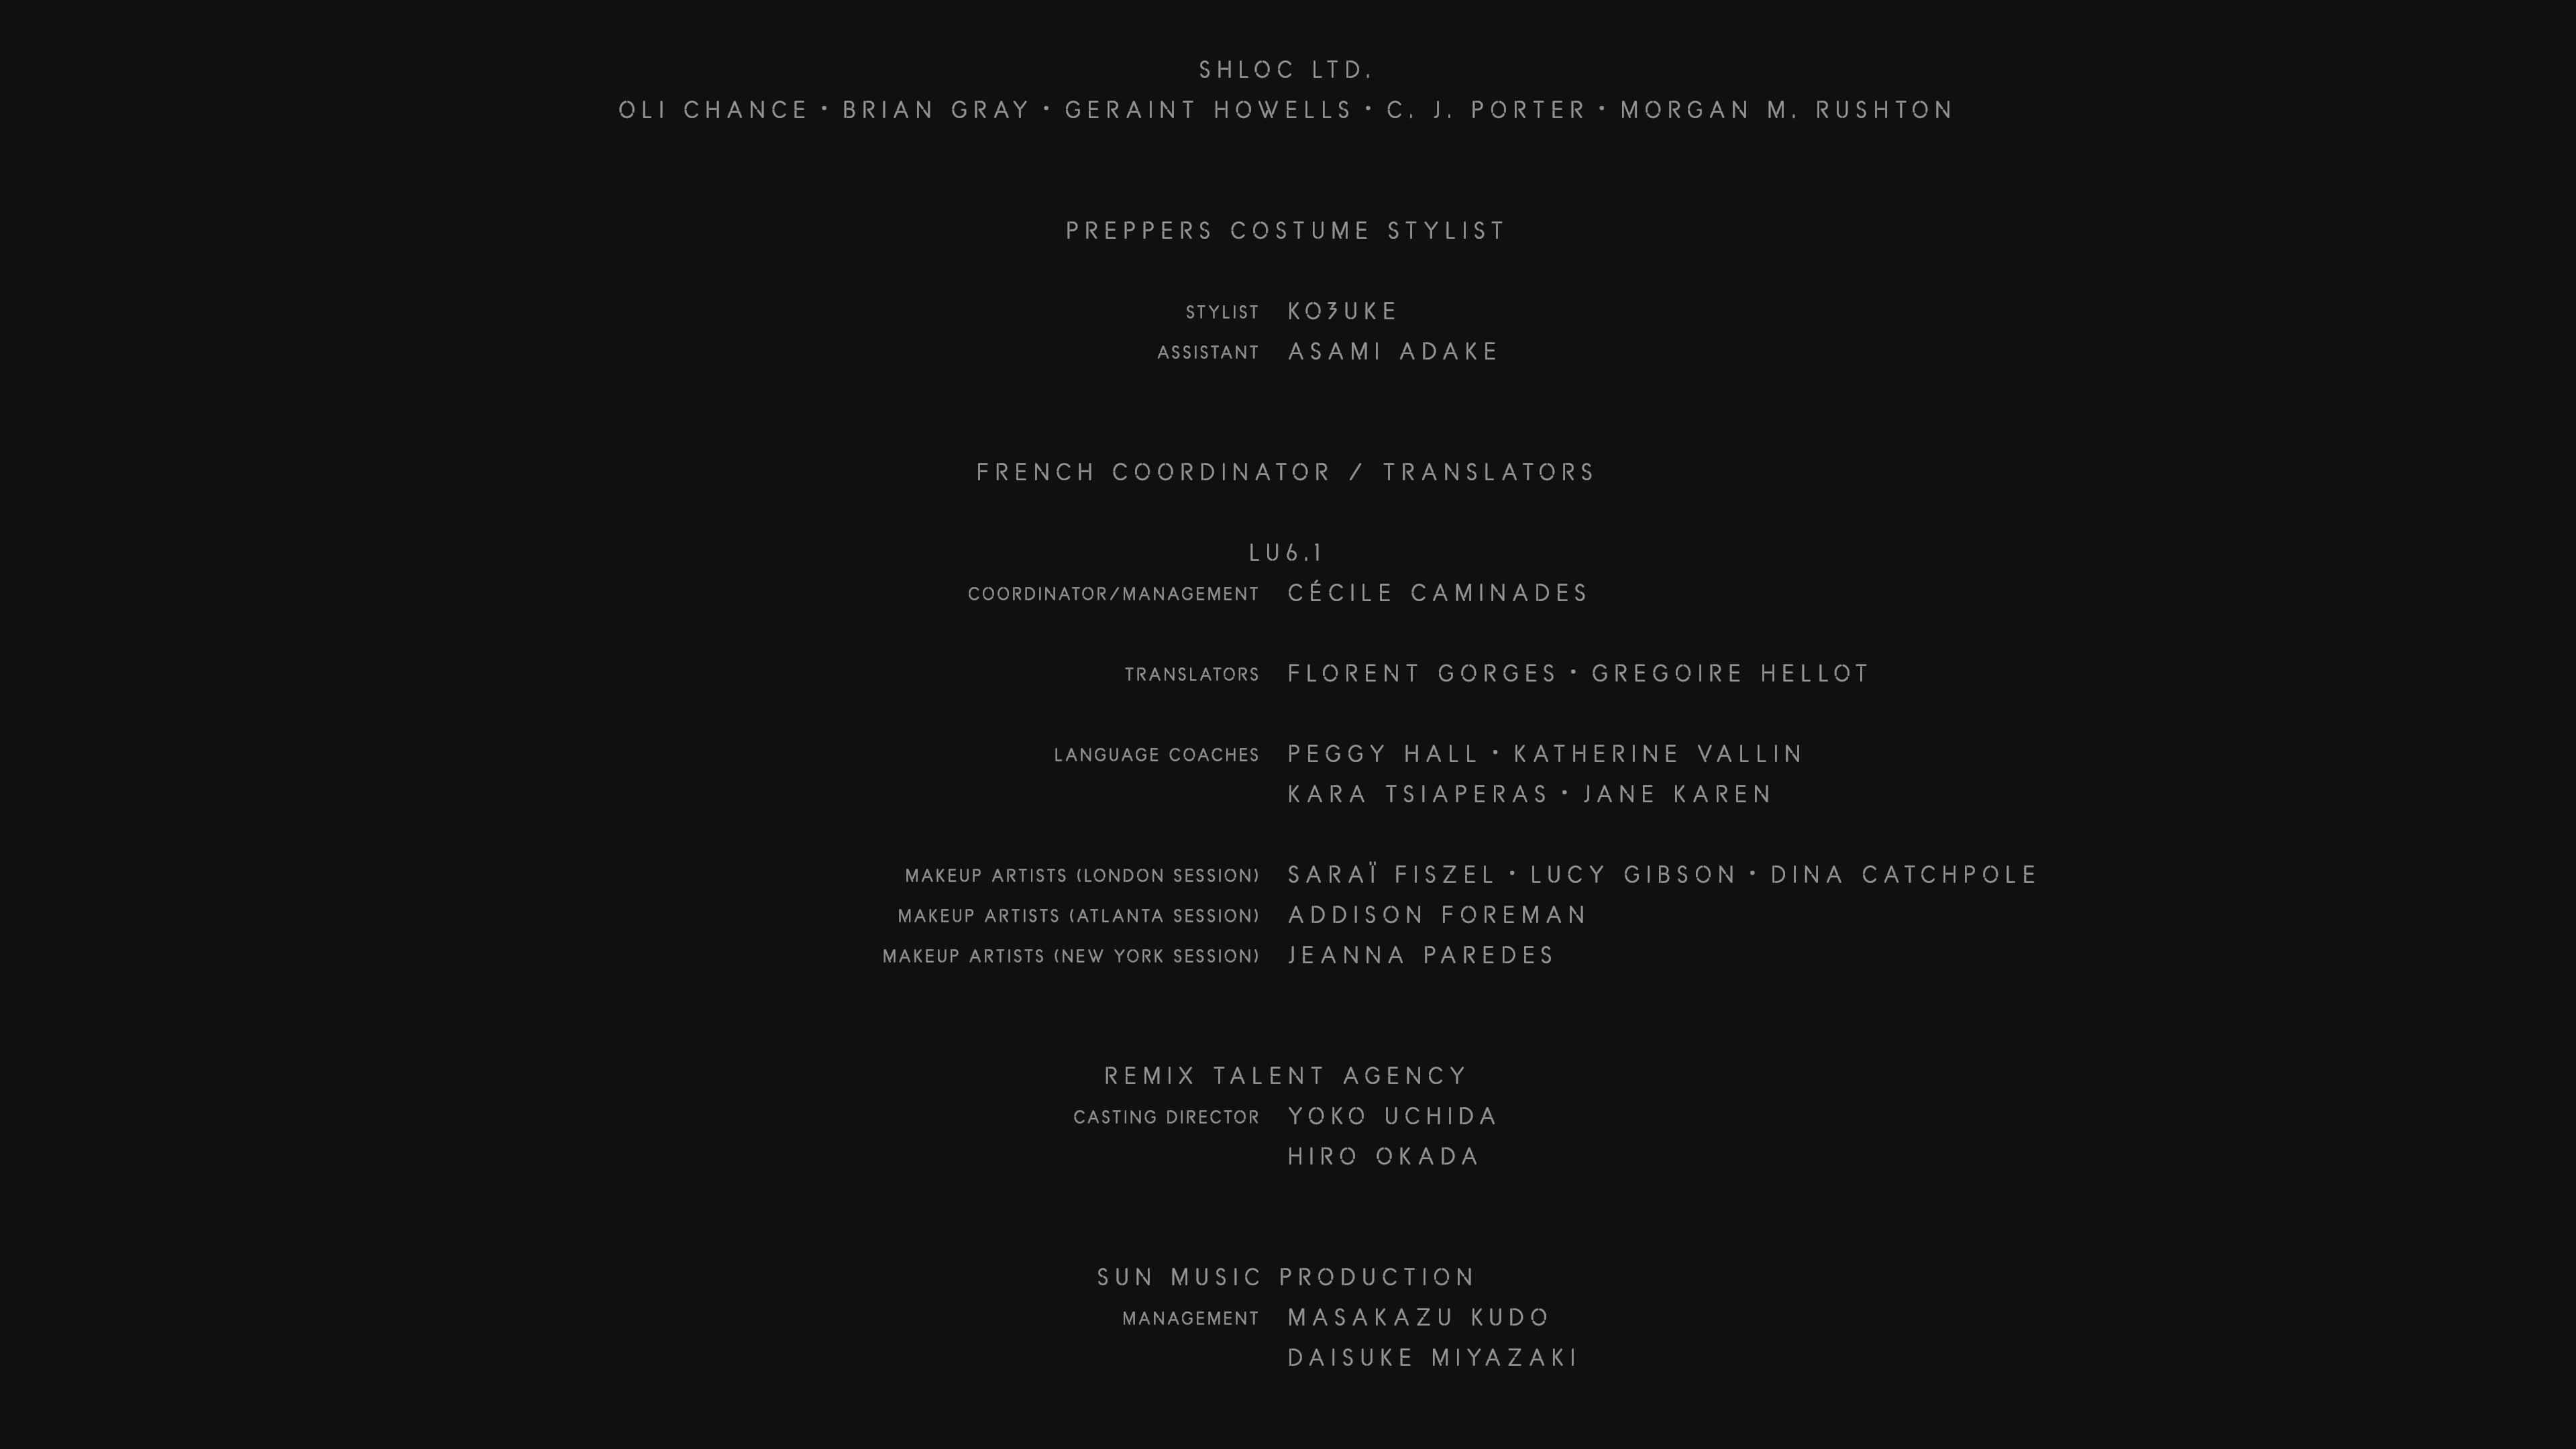 SHLOC LTD.
OLI CHANCE · BRIAN GRAY · GERAINT HOWELLS · C. J. PORTER · MORGAN M. RUSHTON
PREPPERS COSTUME STYLIST
STYLIST KO3UKE
ASSISTANT ASAMI ADAKE
FRENCH COORDINATOR / TRANSLATORS
LU6.1
COORDINATOR/MANAGEMENT CÉCILE CAMINADES
TRANSLATORS FLORENT GORGES · GREGOIRE HELLOT
LANGUAGE COACHES PEGGY HALL · KATHERINE VALLIN
KARA TSIAPERAS · JANE KAREN
MAKEUP ARTISTS (LONDON SESSION) SARAÏ FISZEL · LUCY GIBSON · DINA CATCHPOLE
MAKEUP ARTISTS (ATLANTA SESSION) ADDISON FOREMAN
MAKEUP ARTISTS (NEW YORK SESSION) JEANNA PAREDES
REMIX TALENT AGENCY
CASTING DIRECTOR YOKO UCHIDA
HIRO OKADA
SUN MUSIC PRODUCTION
MANAGEMENT MASAKAZU KUDO
DAISUKE MIYAZAKI